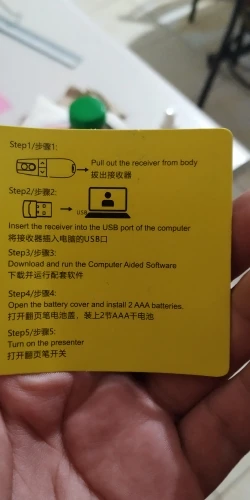 Step1/步骤1:
Pull out the receiver from body
拔出接收器
Step2/步骤2:
USB
Insert the receiver into the USB port of the computer
将接收器插入电脑的USB口
Step3/步骤3:
Download and run the Computer Aided Software
下载并运行配套软件
Step4/步骤4:
Open the battery cover and install 2 AAA batteries.
打开翻页笔电池盖，装上2节AAA干电池
Step5/步骤5:
Turn on the presenter
打开翻页笔开关